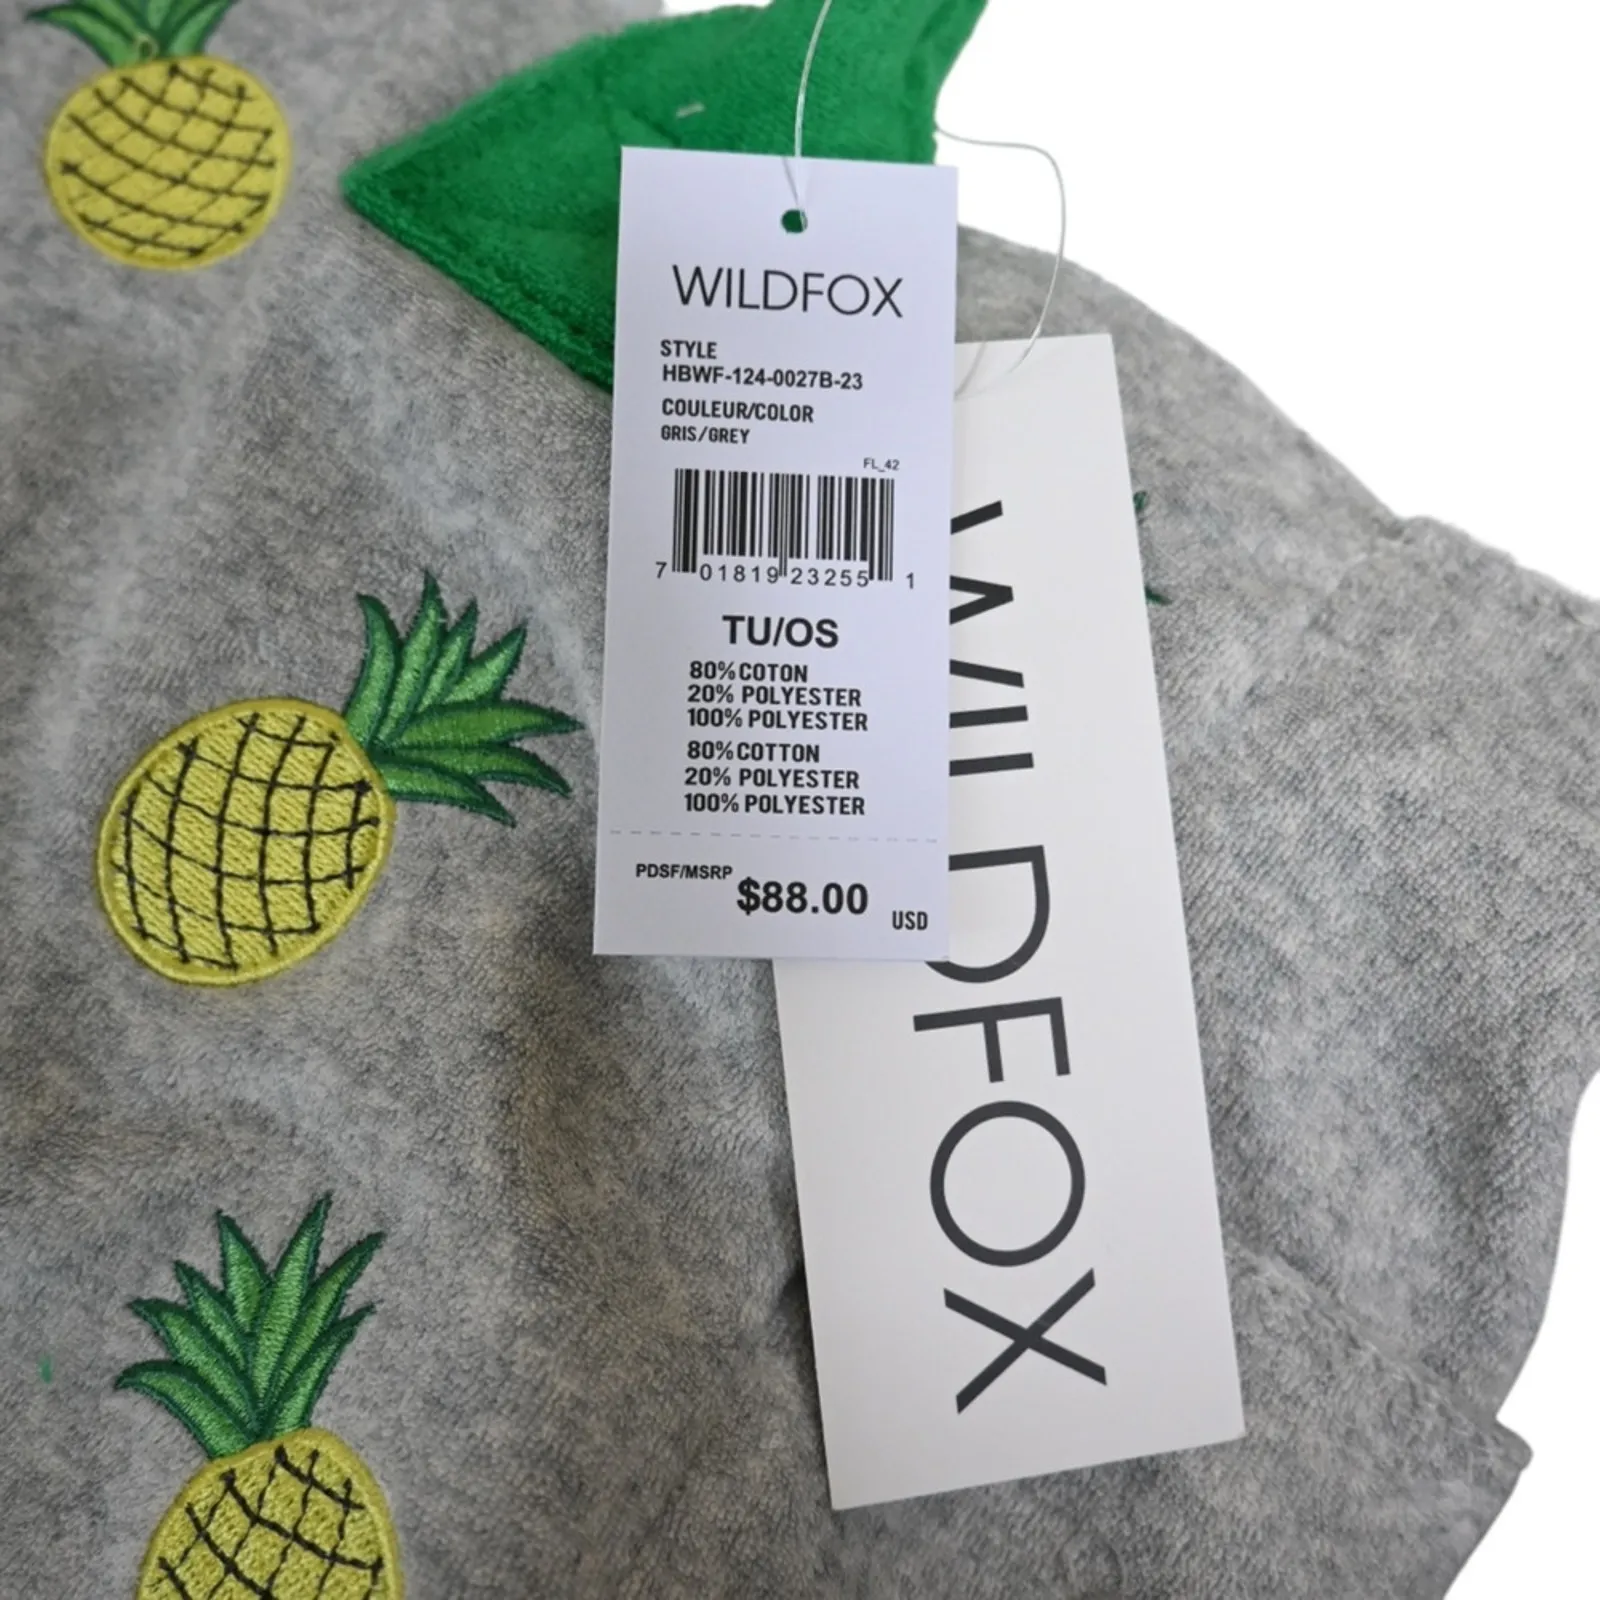 WILDFOX
STYLE
HBWF-124-0027B-23
COULEUR/COLOR
GRIS/GREY
FL_42
7 01819 23255 1
TU/OS
80% COTON
20% POLYESTER
100% POLYESTER
80% COTTON
20% POLYESTER
100% POLYESTER
PDSF/MSRP $88.00 USD
WILDFOX